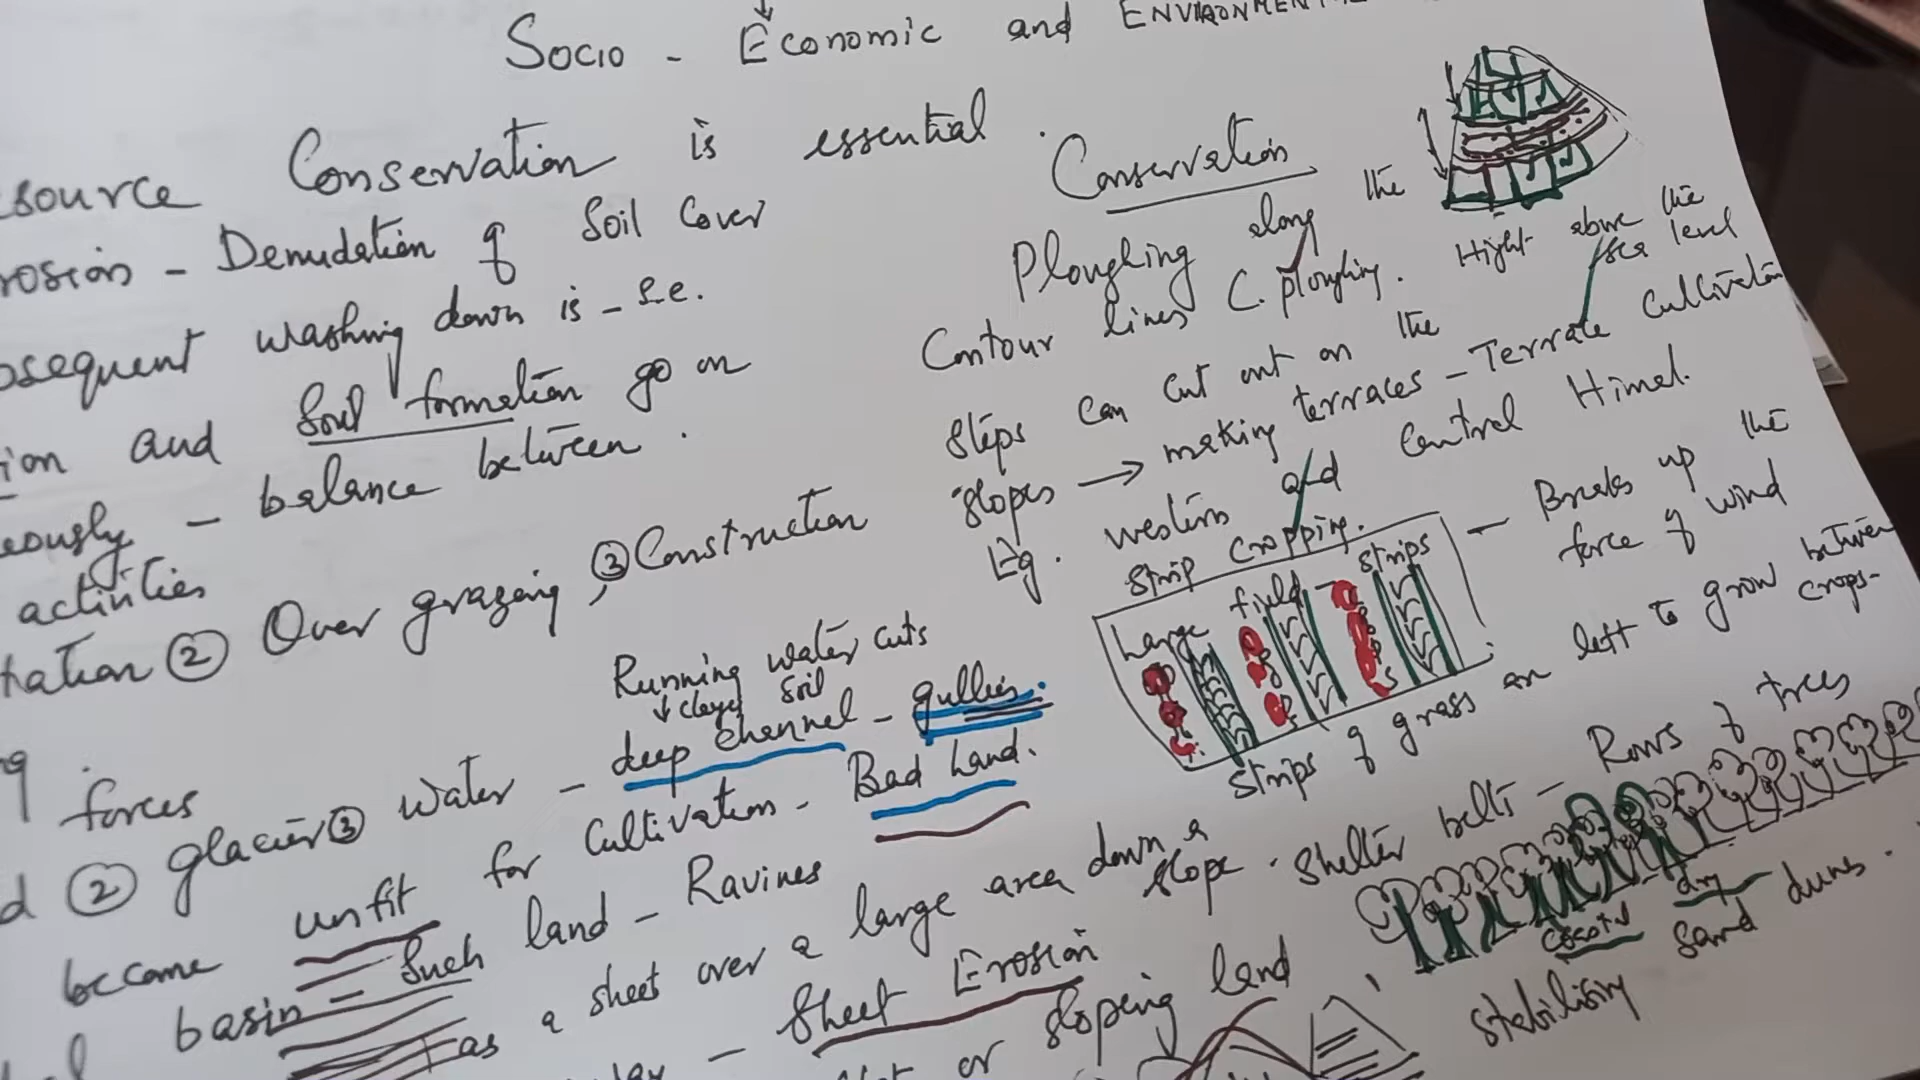 Socio - Economic and ENVIRONMENT
source Conservation is essential.
rosion - Denudation of Soil Cover
bsequent washing down is - S.e.
ion and Soil formation go on
eously - balance between.
activities
tation ② Over grazing, ③ Construction
g forces
d ② glacier ③ water - deep channel - gullies.
Running water cuts
↓ clayey soil
become unfit for Cultivation - Bad Land.
basin - Such land - Ravines
as a sheet over a large area down a slope.
- Sheet Erosion
or sloping land
Conservation
Ploughing along the
Contour lines C. ploughing.
Hight above the
sea level
Steps can cut out on the
slopes → making terraces - Terrate Cultivation
Eg. western and Central Himal.
Strip Cropping. - Breaks up the
force of wind
Large field - strips
Strips of grass are left to grow between
crops-
Shelter belts - Rows of trees
dry
stabilising sand dunes.